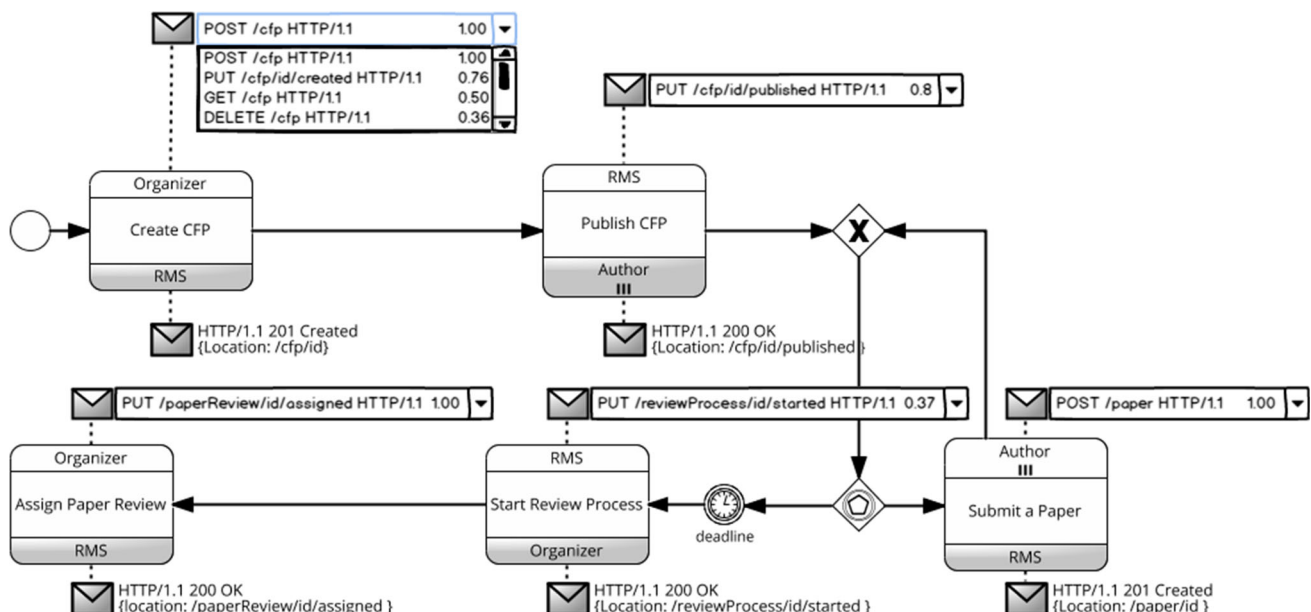 POST /cfp HTTP/1.1 1.00
POST /cfp HTTP/1.1 1.00
PUT /cfp/id/created HTTP/1.1 0.76
GET /cfp HTTP/1.1 0.50
DELETE /cfp HTTP/1.1 0.36
PUT /cfp/id/published HTTP/1.1 0.8
Organizer
Create CFP
RMS
HTTP/1.1 201 Created
{Location: /cfp/id}
RMS
Publish CFP
Author
HTTP/1.1 200 OK
{Location: /cfp/id/published }
X
PUT /paperReview/id/assigned HTTP/1.1 1.00
Organizer
Assign Paper Review
RMS
HTTP/1.1 200 OK
{location: /paperReview/id/assigned }
PUT /reviewProcess/id/started HTTP/1.1 0.37
RMS
Start Review Process
Organizer
HTTP/1.1 200 OK
{Location: /reviewProcess/id/started }
deadline
POST /paper HTTP/1.1 1.00
Author
Submit a Paper
RMS
HTTP/1.1 201 Created
{Location: /paper/id }